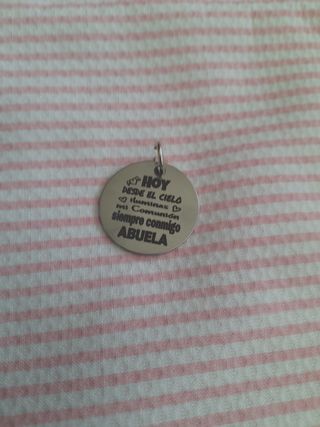 HOY
DESDE EL CIELO
iluminas
mi Comunión
siempre conmigo
ABUELA